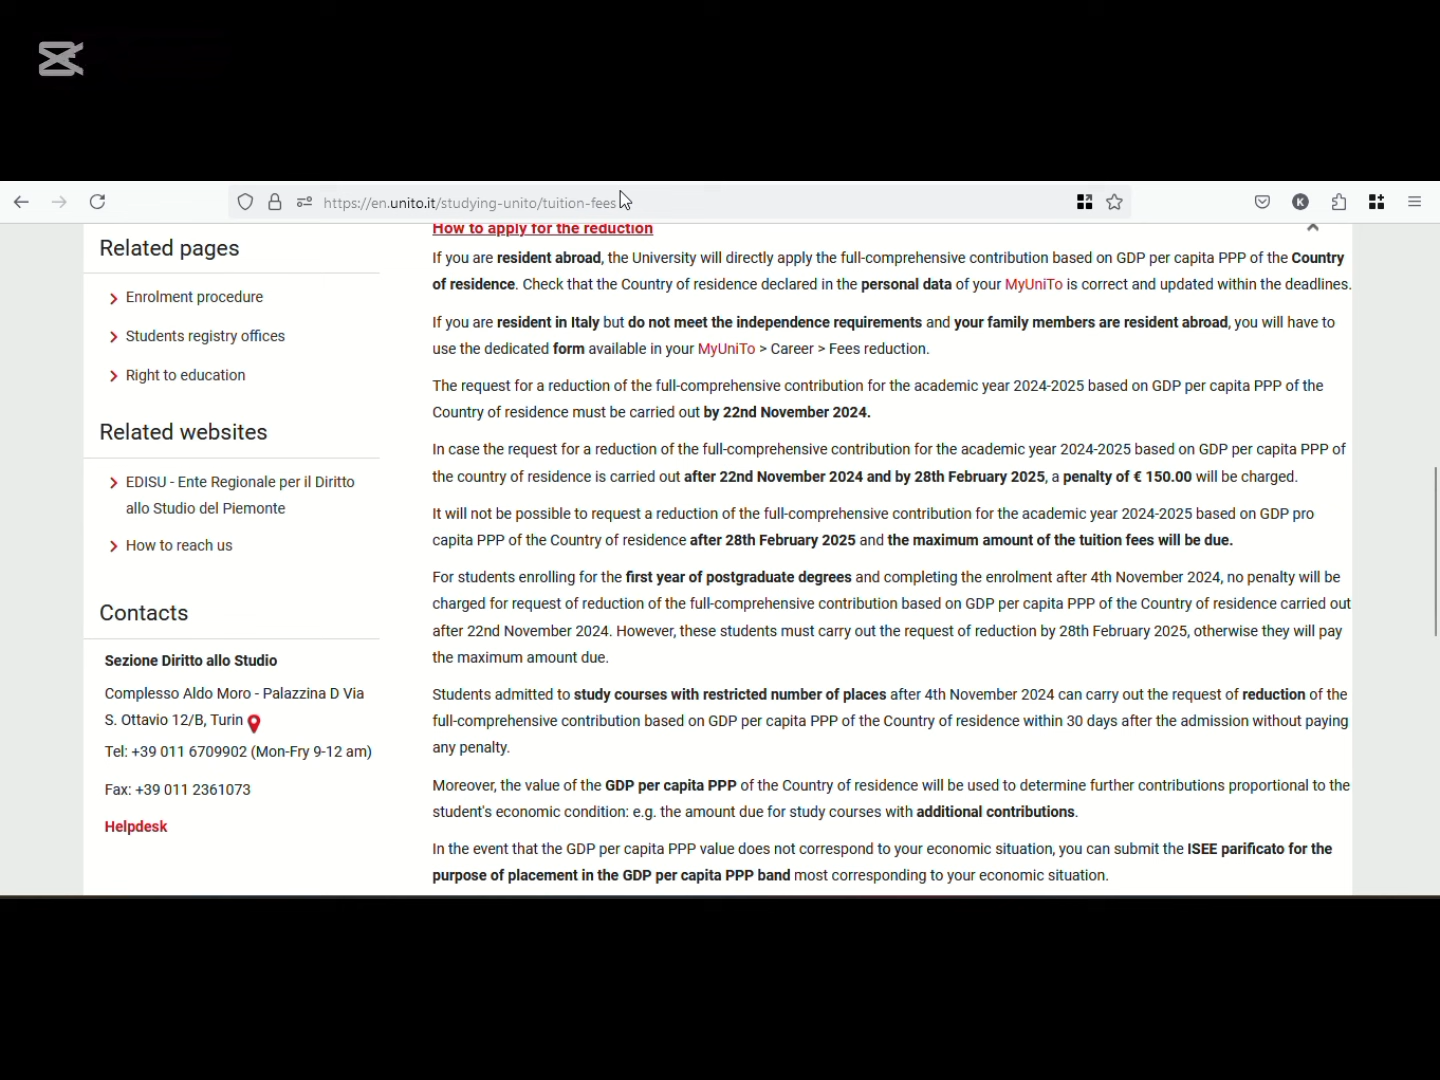 https://en.unito.it/studying-unito/tuition-fees
K
Related pages
Enrolment procedure
Students registry offices
Right to education
Related websites
EDISU - Ente Regionale per il Diritto
allo Studio del Piemonte
How to reach us
Contacts
Sezione Diritto allo Studio
Complesso Aldo Moro - Palazzina D Via
S. Ottavio 12/B, Turin
Tel: +39 011 6709902 (Mon-Fry 9-12 am)
Fax: +39 011 2361073
Helpdesk
How to apply for the reduction
If you are resident abroad, the University will directly apply the full-comprehensive contribution based on GDP per capita PPP of the Country
of residence. Check that the Country of residence declared in the personal data of your MyUniTo is correct and updated within the deadlines.
If you are resident in Italy but do not meet the independence requirements and your family members are resident abroad, you will have to
use the dedicated form available in your MyUniTo > Career > Fees reduction.
The request for a reduction of the full-comprehensive contribution for the academic year 2024-2025 based on GDP per capita PPP of the
Country of residence must be carried out by 22nd November 2024.
In case the request for a reduction of the full-comprehensive contribution for the academic year 2024-2025 based on GDP per capita PPP of
the country of residence is carried out after 22nd November 2024 and by 28th February 2025, a penalty of € 150.00 will be charged.
It will not be possible to request a reduction of the full-comprehensive contribution for the academic year 2024-2025 based on GDP pro
capita PPP of the Country of residence after 28th February 2025 and the maximum amount of the tuition fees will be due.
For students enrolling for the first year of postgraduate degrees and completing the enrolment after 4th November 2024, no penalty will be
charged for request of reduction of the full-comprehensive contribution based on GDP per capita PPP of the Country of residence carried out
after 22nd November 2024. However, these students must carry out the request of reduction by 28th February 2025, otherwise they will pay
the maximum amount due.
Students admitted to study courses with restricted number of places after 4th November 2024 can carry out the request of reduction of the
full-comprehensive contribution based on GDP per capita PPP of the Country of residence within 30 days after the admission without paying
any penalty.
Moreover, the value of the GDP per capita PPP of the Country of residence will be used to determine further contributions proportional to the
student's economic condition: e.g. the amount due for study courses with additional contributions.
In the event that the GDP per capita PPP value does not correspond to your economic situation, you can submit the ISEE parificato for the
purpose of placement in the GDP per capita PPP band most corresponding to your economic situation.